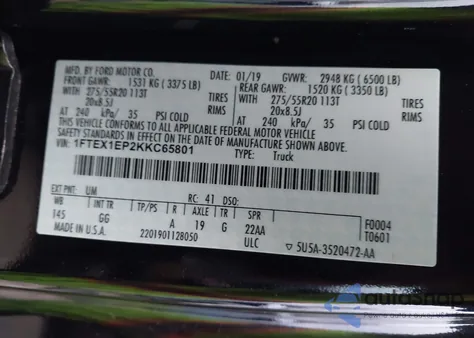 MFD. BY FORD MOTOR CO.
DATE: 01/19 GVWR: 2948 KG ( 6500 LB)
FRONT GAWR: 1531 KG ( 3375 LB) REAR GAWR: 1520 KG ( 3350 LB)
WITH 275/55R20 113T TIRES WITH 275/55R20 113T TIRES
20x8.5J RIMS 20x8.5J RIMS
AT 240 kPa/ 35 PSI COLD AT 240 kPa/ 35 PSI COLD
THIS VEHICLE CONFORMS TO ALL APPLICABLE FEDERAL MOTOR VEHICLE
SAFETY STANDARDS IN EFFECT ON THE DATE OF MANUFACTURE SHOWN ABOVE.
VIN: 1FTEX1EP2KKC65801
TYPE: Truck
EXT PNT: UM RC: 41 DSO:
WB INT TR TP/PS R AXLE TR SPR
145 GG A 19 G 22AA
F0004
T0601
MADE IN U.S.A. 2201901128050 ULC
5U5A-3520472-AA